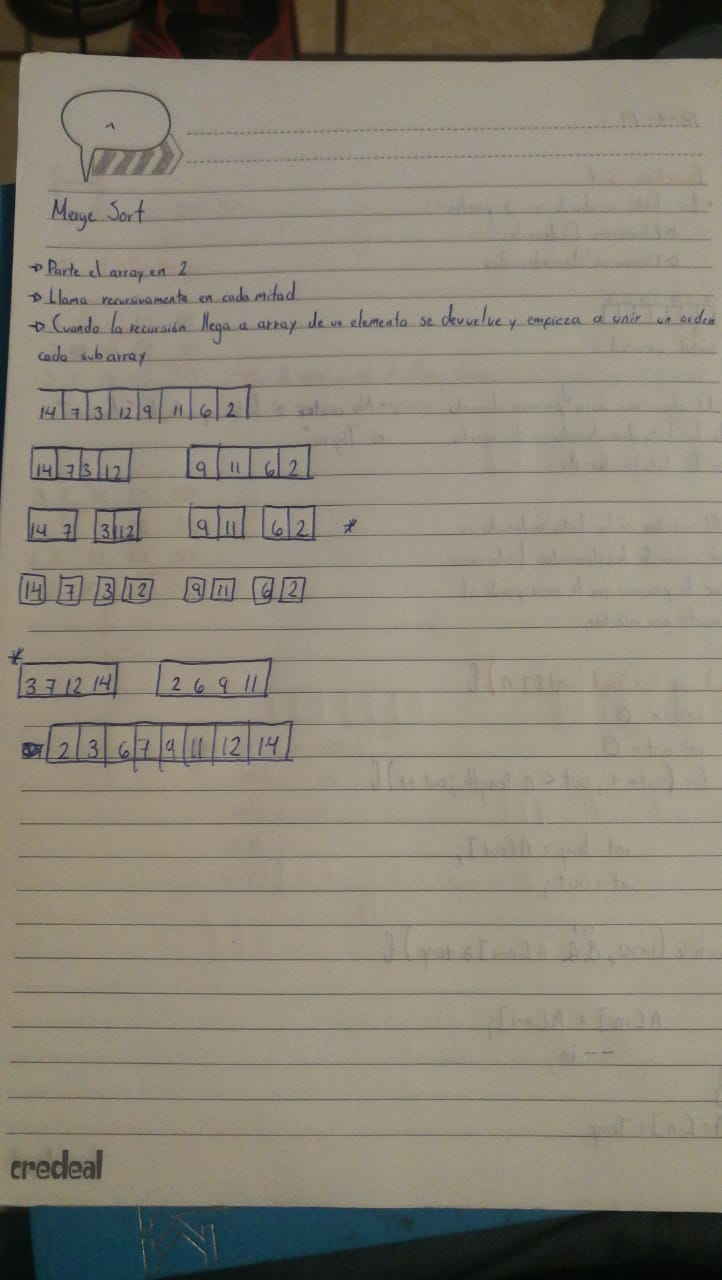 Merge Sort
→ Parte el array en 2
→ Llama recursivamente en cada mitad
→ Cuando la recursión llega a array de un elemento se devuelve y empieza a unir un orden
cada subarray
14 7 3 12 9 11 6 2
14 7 3 12 9 11 6 2
14 7 3 12 9 11 6 2 *
14 7 3 12 9 11 6 2
*
3 7 12 14 2 6 9 11
2 3 6 7 9 11 12 14
credeal